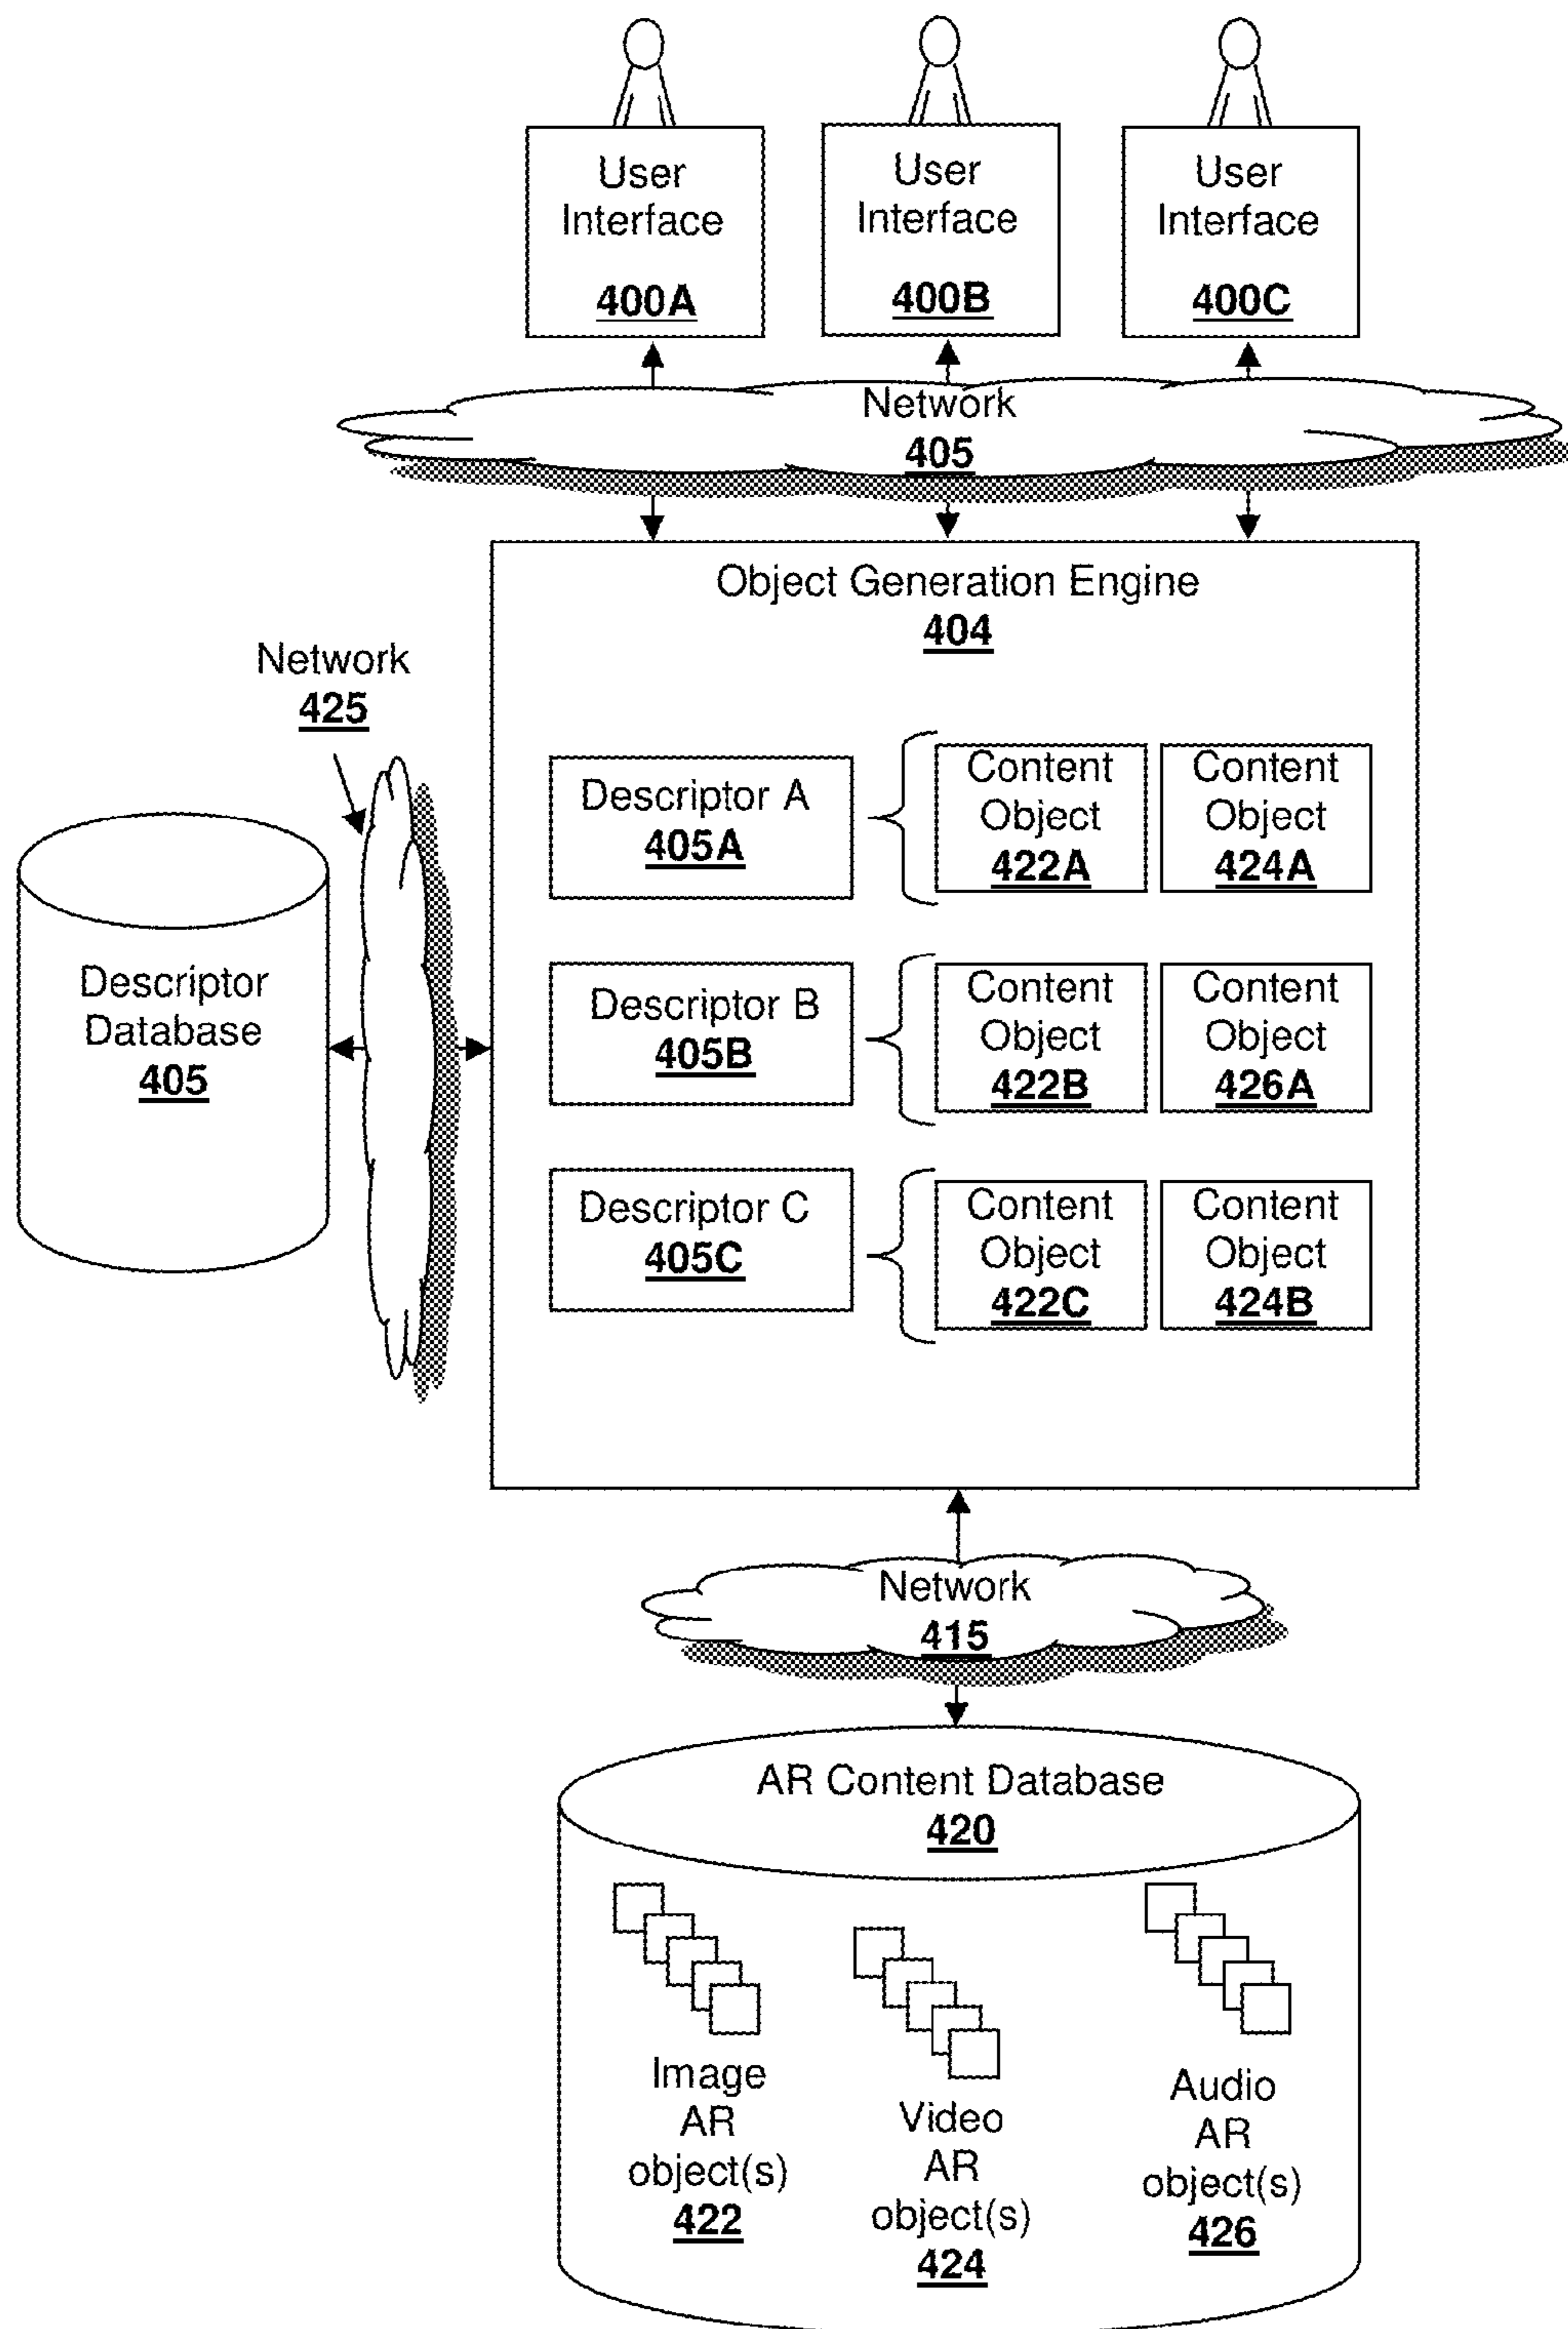 User
Interface
400A
User
Interface
400B
User
Interface
400C
Network
405
Object Generation Engine
404
Network
425
Descriptor A
405A
Content
Object
422A
Content
Object
424A
Descriptor
Database
405
Descriptor B
405B
Content
Object
422B
Content
Object
426A
Descriptor C
405C
Content
Object
422C
Content
Object
424B
Network
415
AR Content Database
420
Image
AR
object(s)
422
Video
AR
object(s)
424
Audio
AR
object(s)
426